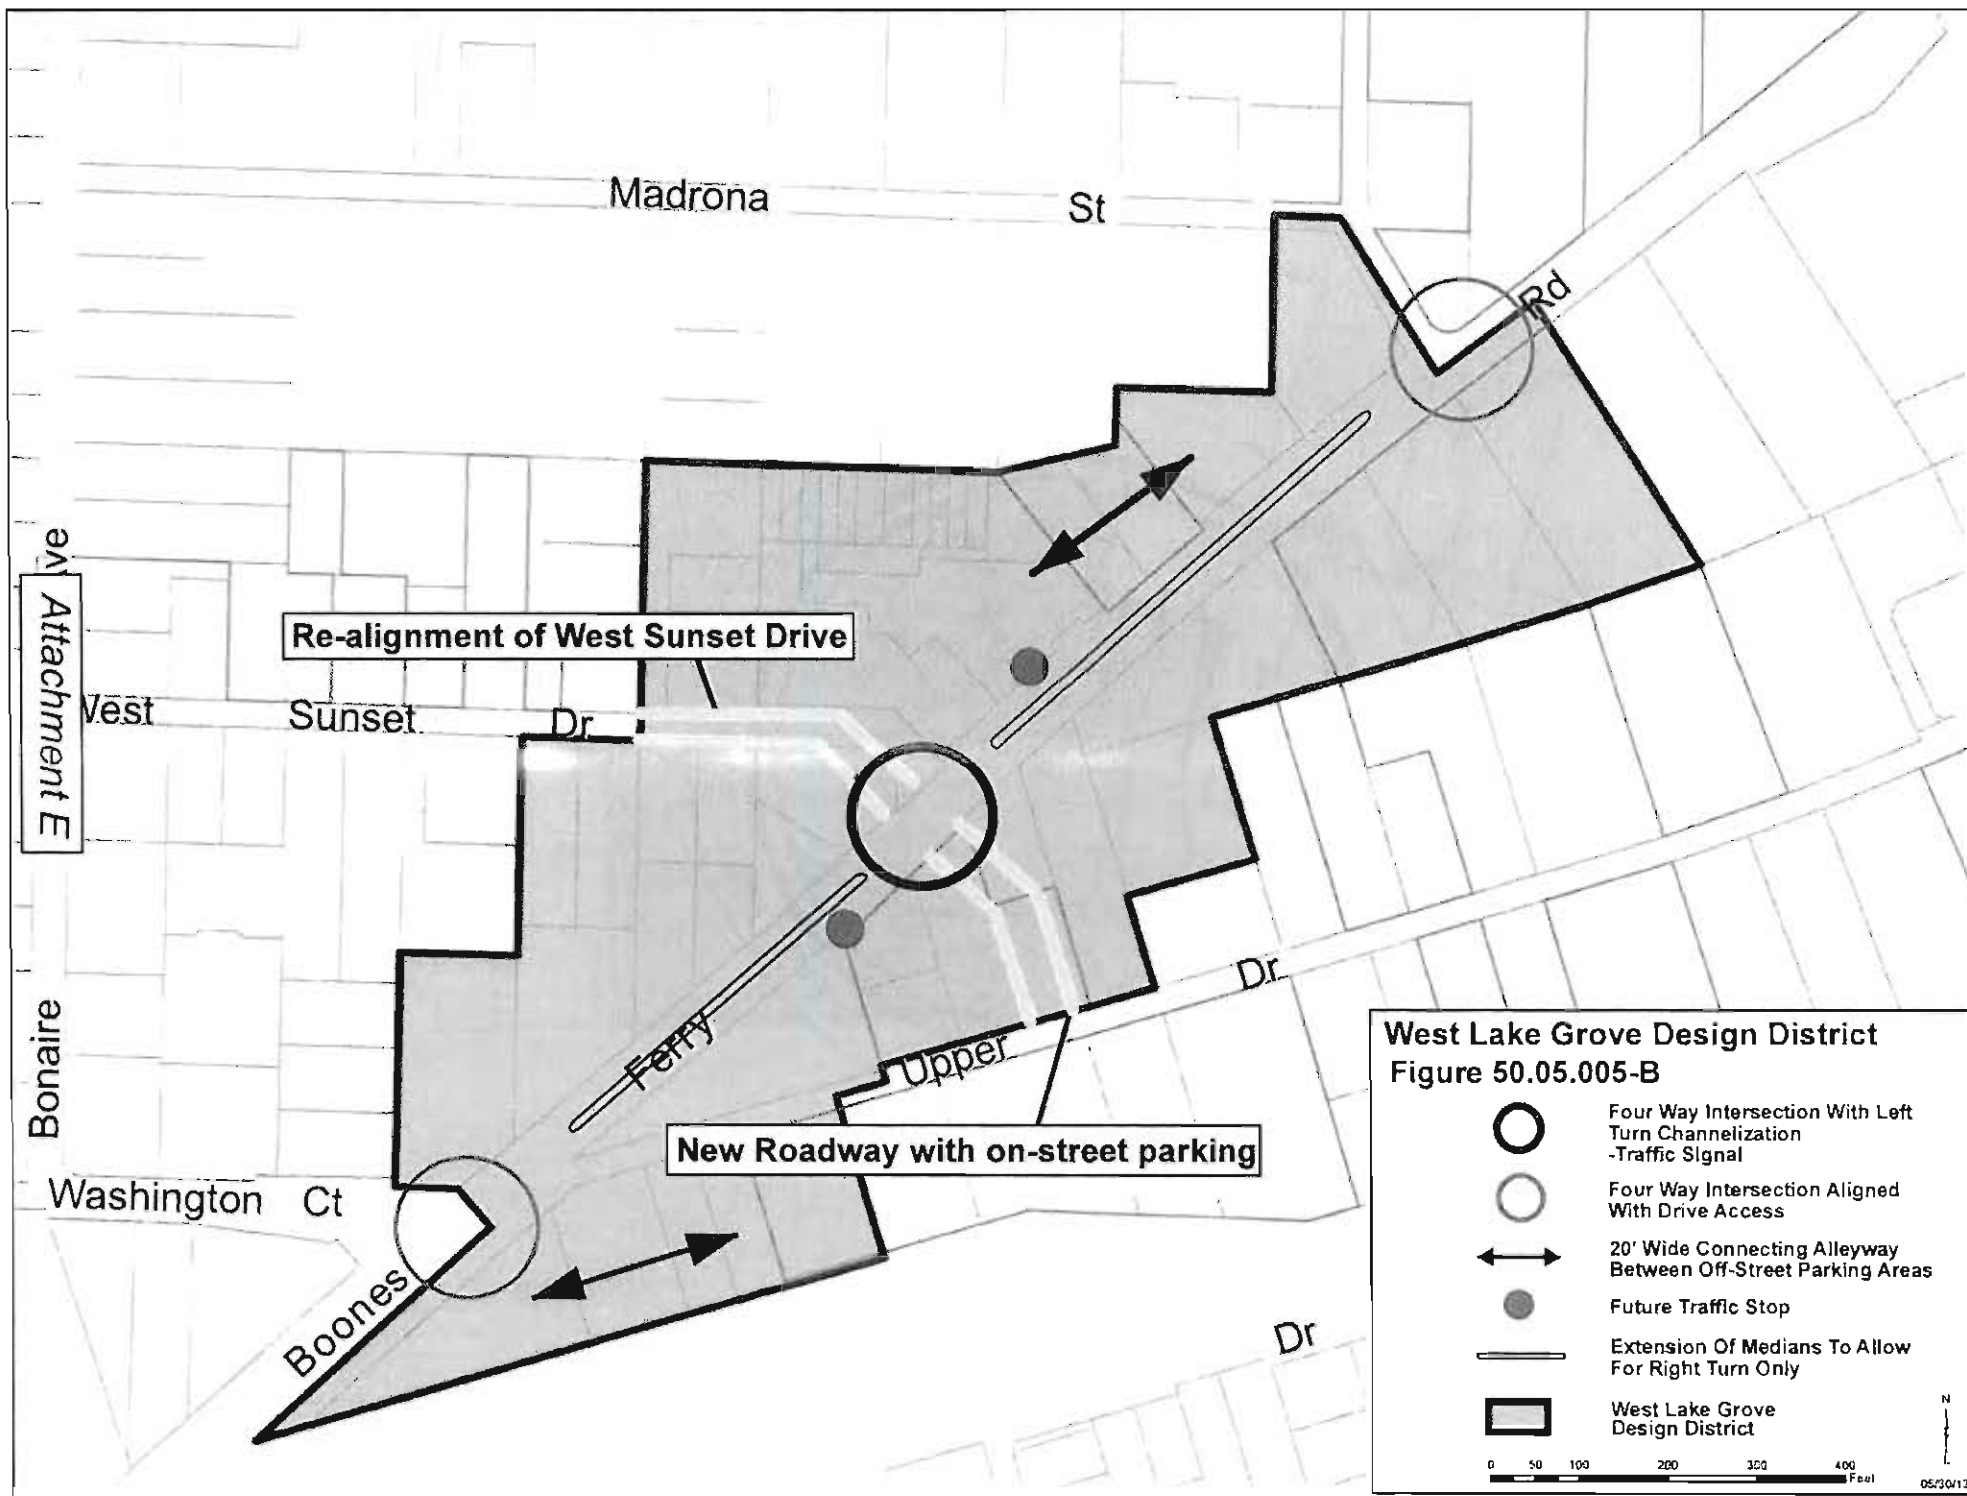 Madrona St
Rd
ve
Attachment E
Re-alignment of West Sunset Drive
West Sunset Dr
Bonaire
Ferry
Upper Dr
New Roadway with on-street parking
Washington Ct
Boones
Dr
West Lake Grove Design District
Figure 50.05.005-B
Four Way Intersection With Left
Turn Channelization
-Traffic Signal
Four Way Intersection Aligned
With Drive Access
20' Wide Connecting Alleyway
Between Off-Street Parking Areas
Future Traffic Stop
Extension Of Medians To Allow
For Right Turn Only
West Lake Grove
Design District
N
0 50 100 200 300 400
Feet
05/30/13